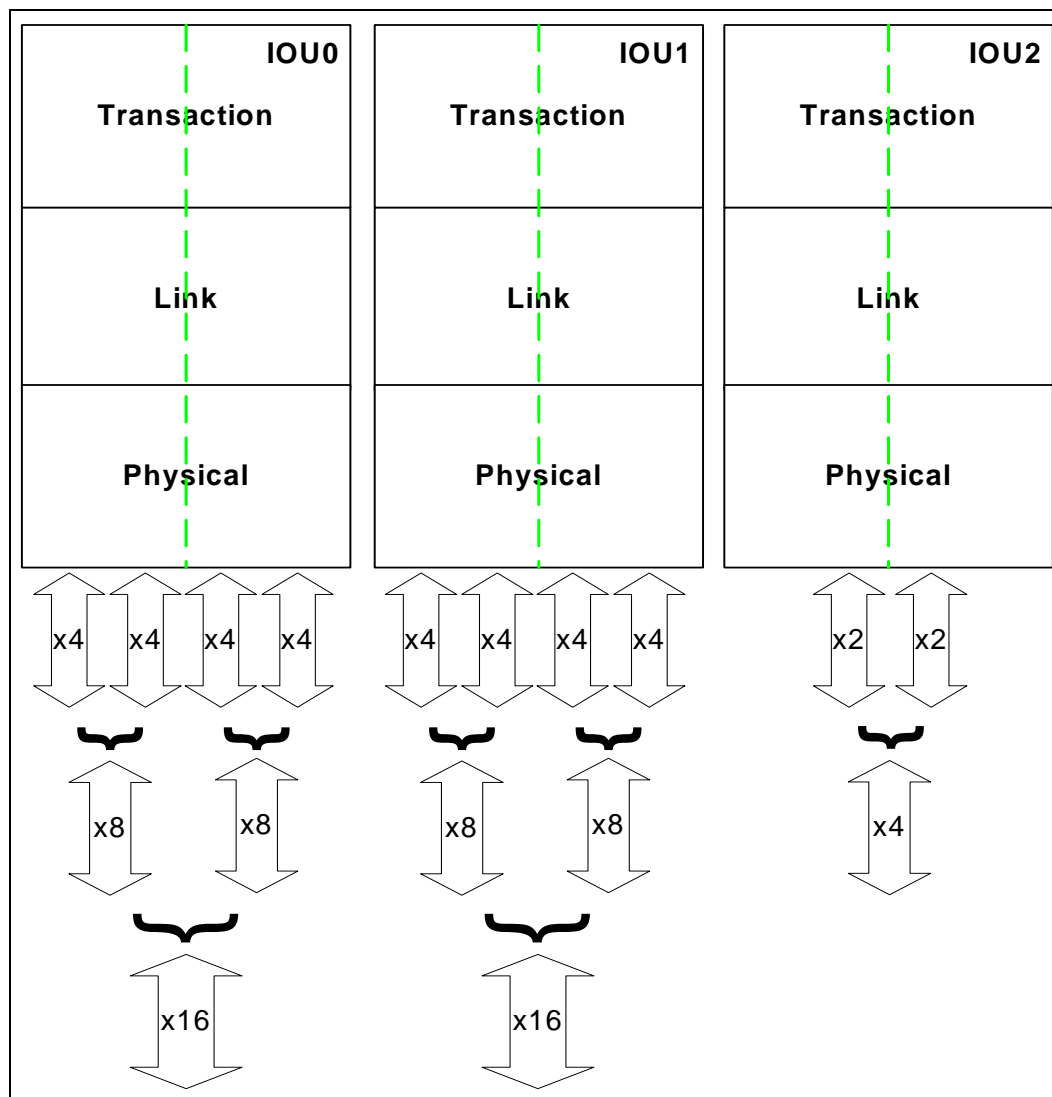 IOU0
IOU1
IOU2
Transaction
Transaction
Transaction
Link
Link
Link
Physical
Physical
Physical
x4
x4
x4
x4
x4
x4
x4
x4
x2
x2
x8
x8
x8
x8
x4
x16
x16